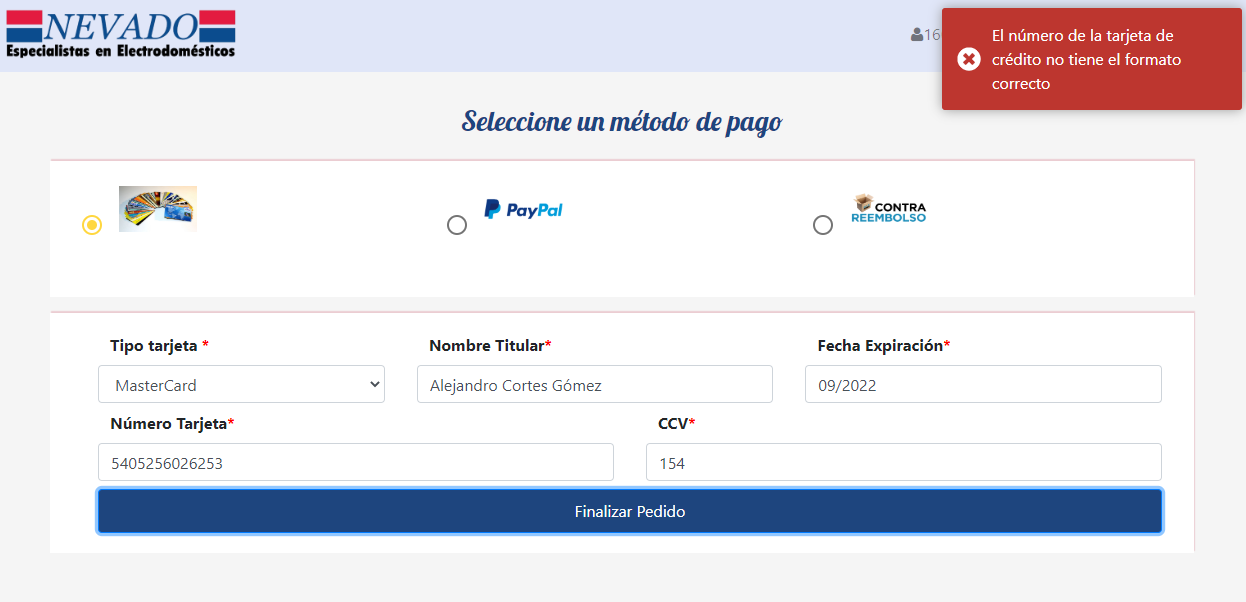 NEVADO
Especialistas en Electrodomésticos
El número de la tarjeta de
crédito no tiene el formato
correcto
Seleccione un método de pago
PayPal
CONTRA
REEMBOLSO
Tipo tarjeta *
Nombre Titular*
Fecha Expiración*
MasterCard
Alejandro Cortes Gómez
09/2022
Número Tarjeta*
CCV*
5405256026253
154
Finalizar Pedido